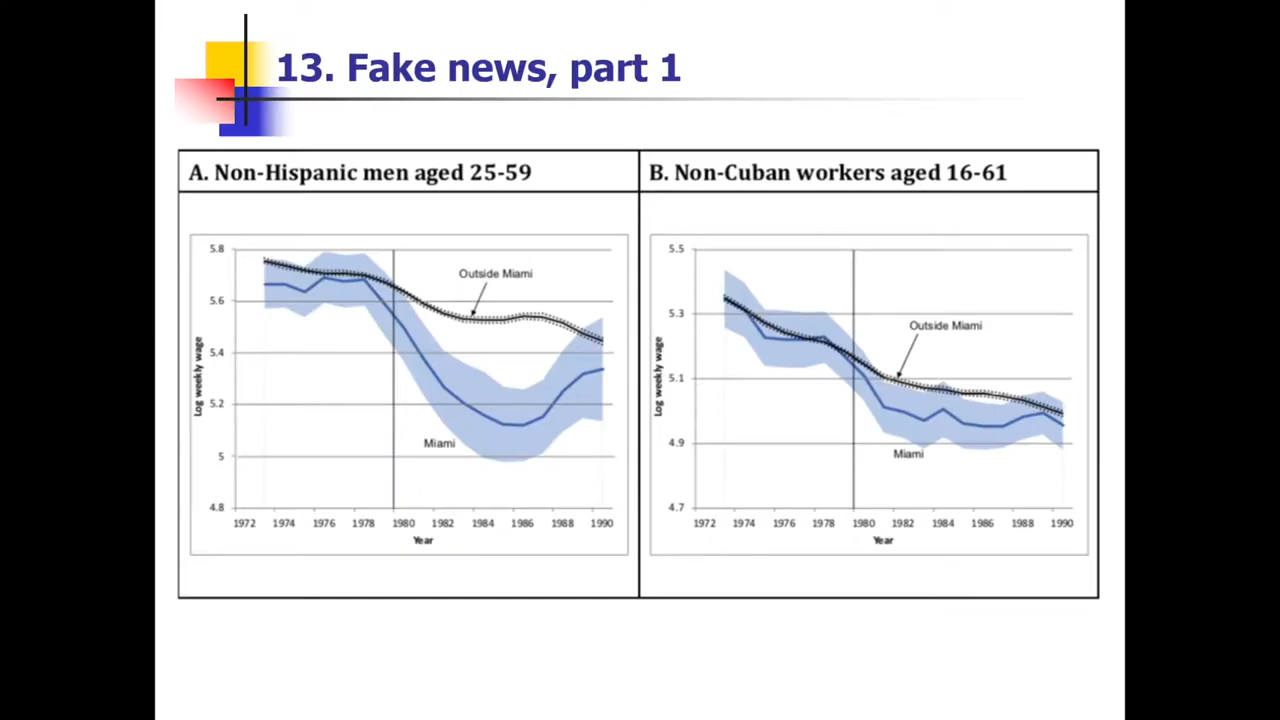 13. Fake news, part 1
A. Non-Hispanic men aged 25-59
B. Non-Cuban workers aged 16-61
5.8
5.6
5.4
5.2
5
4.8
Log weekly wage
Outside Miami
Miami
1972 1974 1976 1978 1980 1982 1984 1986 1988 1990
Year
5.5
5.3
5.1
4.9
4.7
Log weekly wage
Outside Miami
Miami
1972 1974 1976 1978 1980 1982 1984 1986 1988 1990
Year